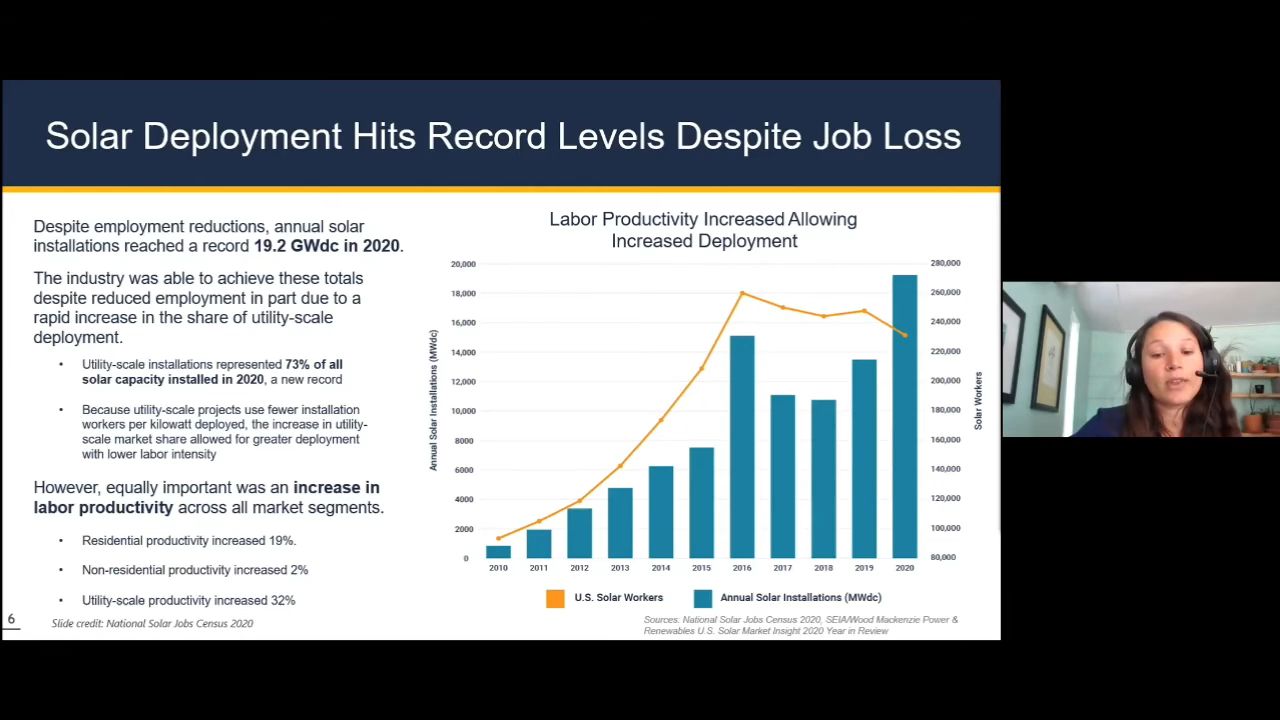 Solar Deployment Hits Record Levels Despite Job Loss
Despite employment reductions, annual solar
installations reached a record 19.2 GWdc in 2020.
The industry was able to achieve these totals
despite reduced employment in part due to a
rapid increase in the share of utility-scale
deployment.
• Utility-scale installations represented 73% of all
solar capacity installed in 2020, a new record
• Because utility-scale projects use fewer installation
workers per kilowatt deployed, the increase in utility-
scale market share allowed for greater deployment
with lower labor intensity
However, equally important was an increase in
labor productivity across all market segments.
• Residential productivity increased 19%.
• Non-residential productivity increased 2%
• Utility-scale productivity increased 32%
6
Slide credit: National Solar Jobs Census 2020
Labor Productivity Increased Allowing
Increased Deployment
Annual Solar Installations (MWdc)
20,000
18,000
16,000
14,000
12,000
10,000
8000
6000
4000
2000
0
280,000
260,000
240,000
220,000
200,000
180,000
160,000
140,000
120,000
100,000
80,000
Solar Workers
2010 2011 2012 2013 2014 2015 2016 2017 2018 2019 2020
U.S. Solar Workers
Annual Solar Installations (MWdc)
Sources: National Solar Jobs Census 2020, SEIA/Wood Mackenzie Power &
Renewables U.S. Solar Market Insight 2020 Year in Review